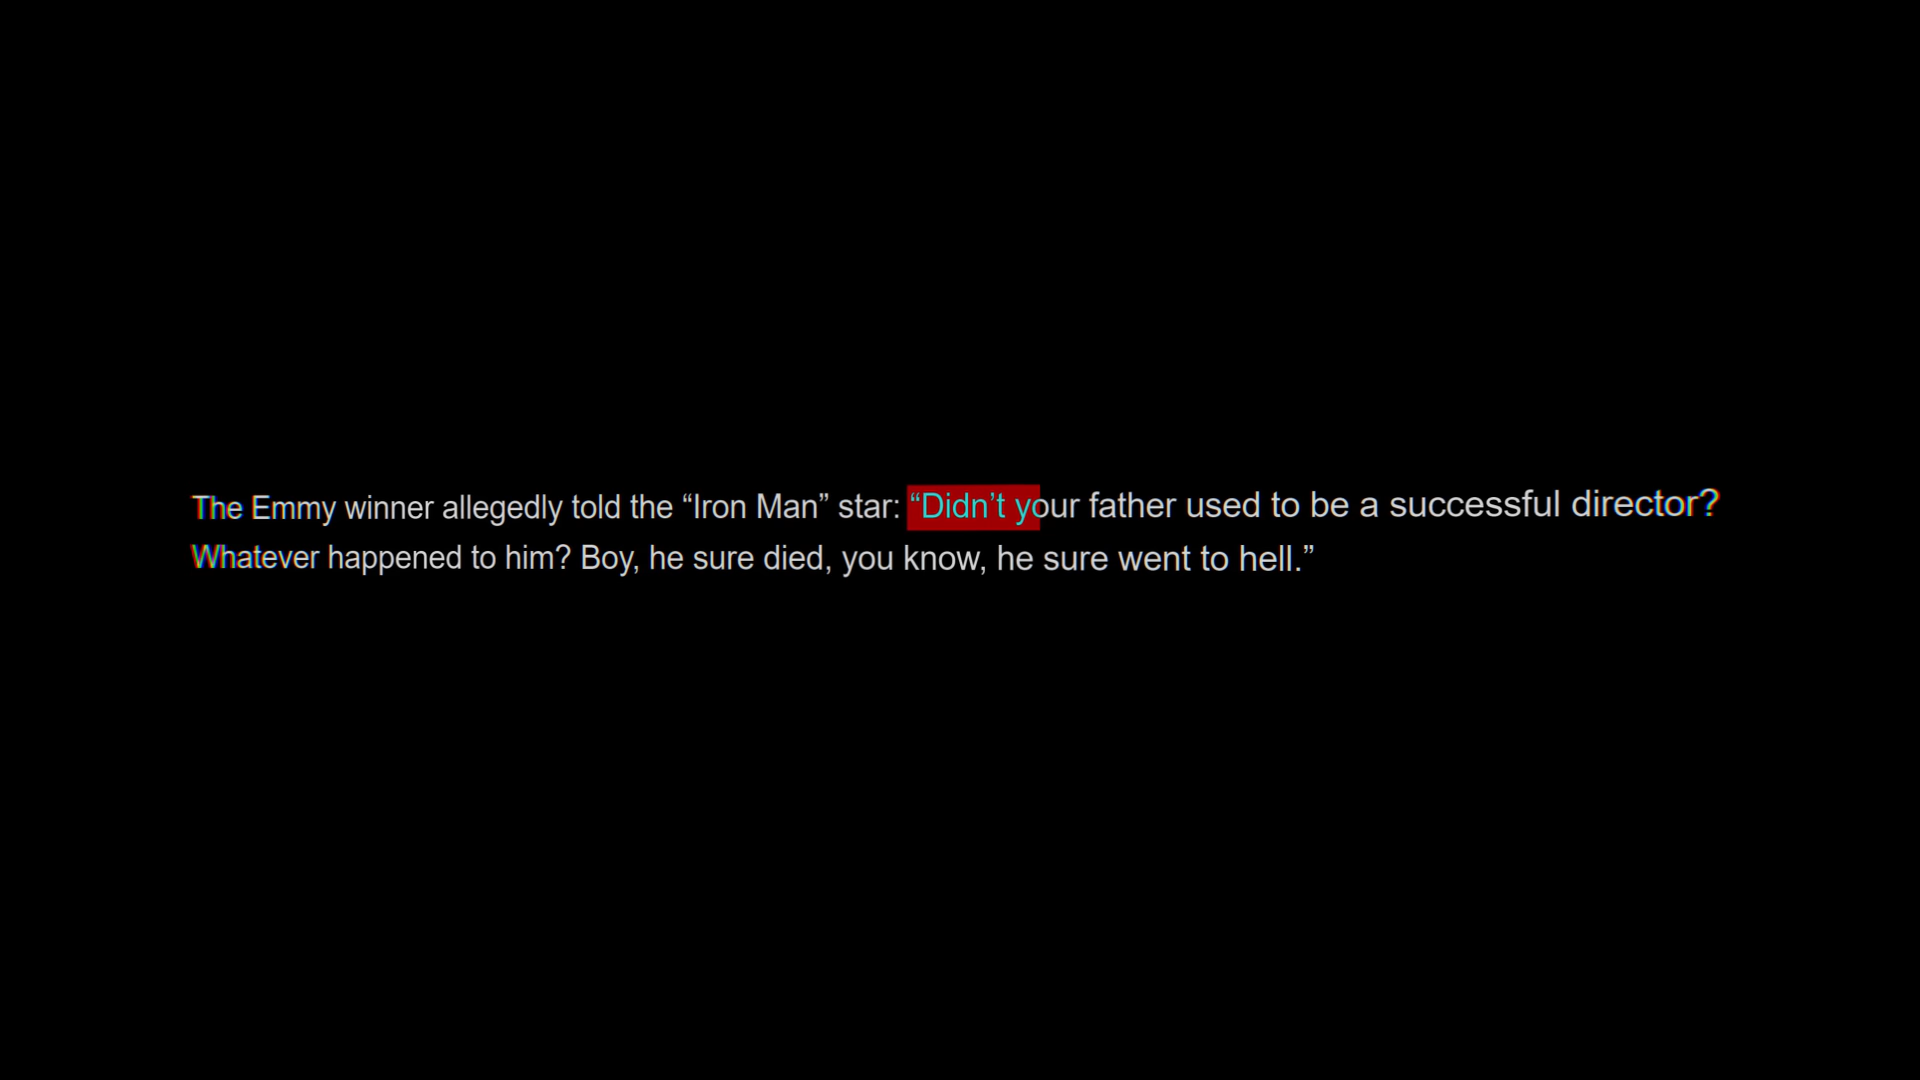 The Emmy winner allegedly told the “Iron Man” star: “Didn’t your father used to be a successful director?
Whatever happened to him? Boy, he sure died, you know, he sure went to hell.”